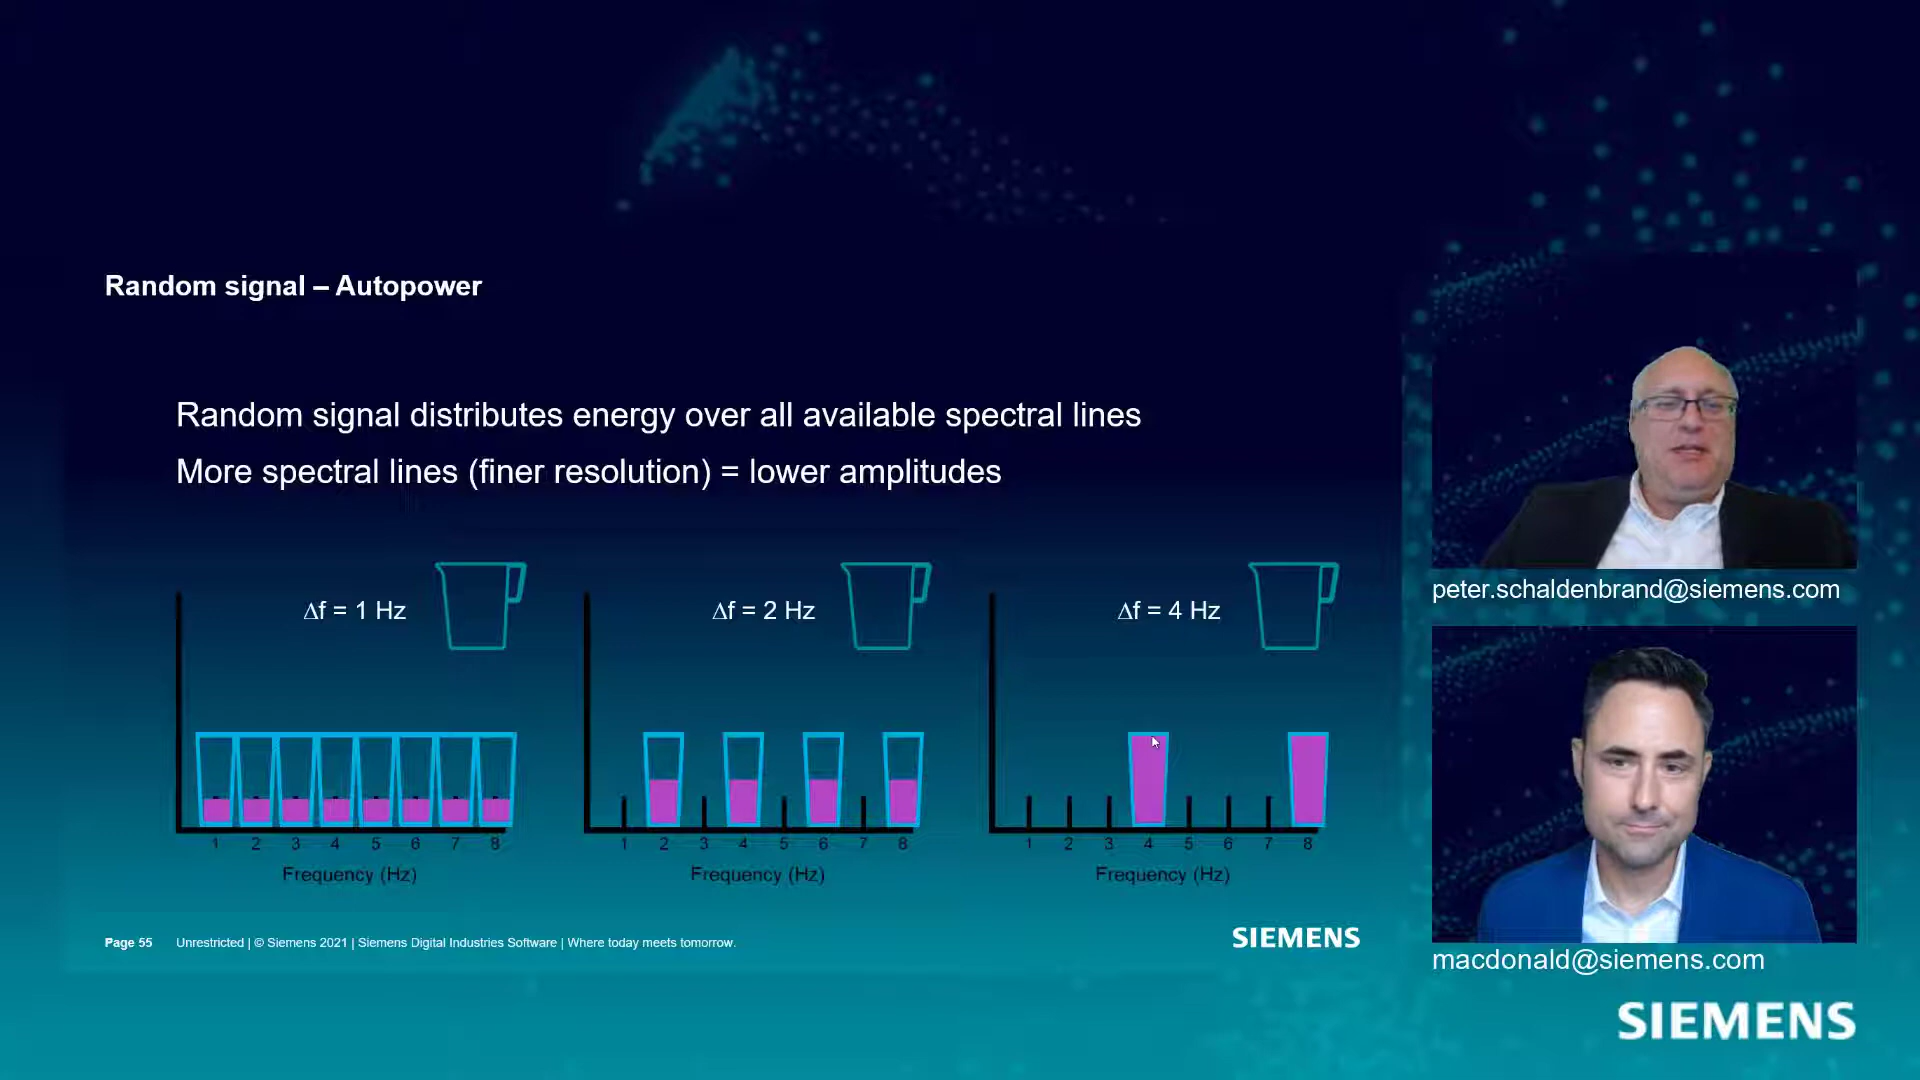 Random signal – Autopower
Random signal distributes energy over all available spectral lines
More spectral lines (finer resolution) = lower amplitudes
Δf = 1 Hz
1 2 3 4 5 6 7 8
Frequency (Hz)
Δf = 2 Hz
1 2 3 4 5 6 7 8
Frequency (Hz)
Δf = 4 Hz
1 2 3 4 5 6 7 8
Frequency (Hz)
Page 55 Unrestricted | © Siemens 2021 | Siemens Digital Industries Software | Where today meets tomorrow.
SIEMENS
peter.schaldenbrand@siemens.com
macdonald@siemens.com
SIEMENS